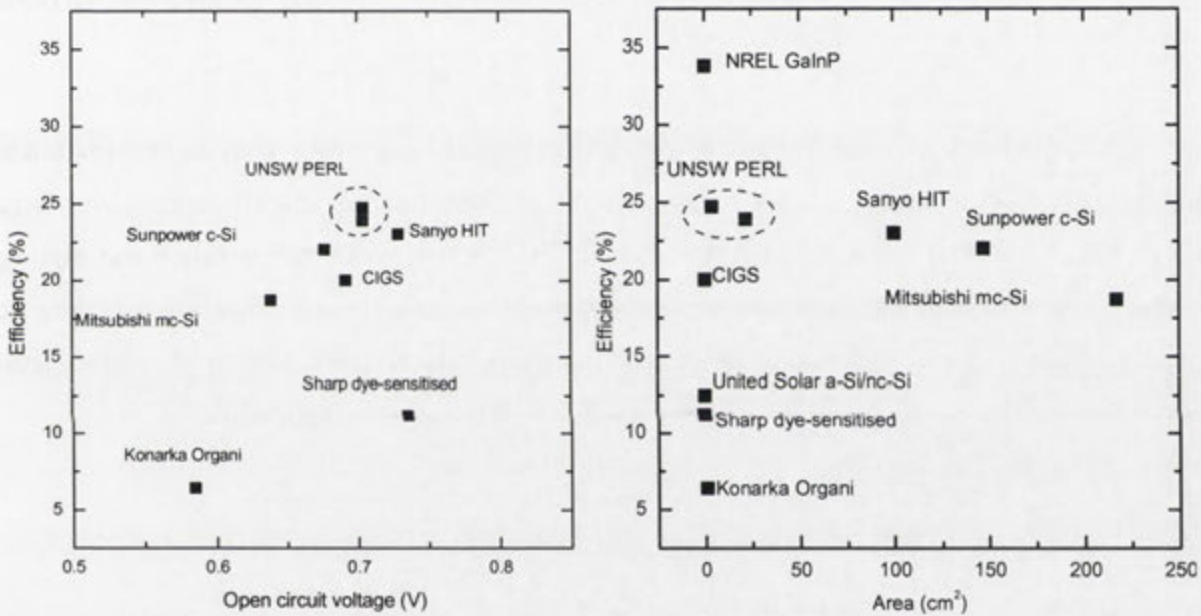 35
30
25
20
15
10
5
Efficiency (%)
UNSW PERL
Sunpower c-Si
Sanyo HIT
CIGS
Mitsubishi mc-Si
Sharp dye-sensitised
Konarka Organi
0.5
0.6
0.7
0.8
Open circuit voltage (V)
35
30
25
20
15
10
5
Efficiency (%)
NREL GaInP
UNSW PERL
Sanyo HIT
Sunpower c-Si
CIGS
Mitsubishi mc-Si
United Solar a-Si/nc-Si
Sharp dye-sensitised
Konarka Organi
0
50
100
150
200
250
Area (cm²)